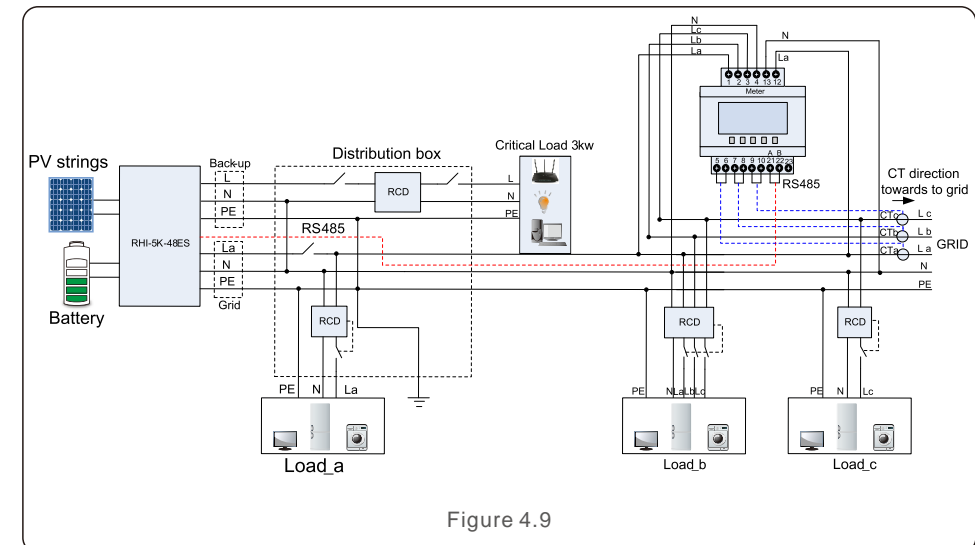 N
Lc
Lb
La
N
La
1 2 3 4 13 12
Meter
A B
5 6 7 8 9 10 21 22 23
RS485
CT direction
towards to grid
PV strings
Back-up
Distribution box
Critical Load 3kw
L
N
PE
RCD
L
N
PE
RHI-5K-48ES
RS485
La
N
PE
Grid
Battery
CTc
L c
CTb
L b
CTa
L a
GRID
N
PE
RCD
RCD
RCD
PE N La
PE NLaLbLc
PE N Lc
Load_a
Load_b
Load_c
Figure 4.9